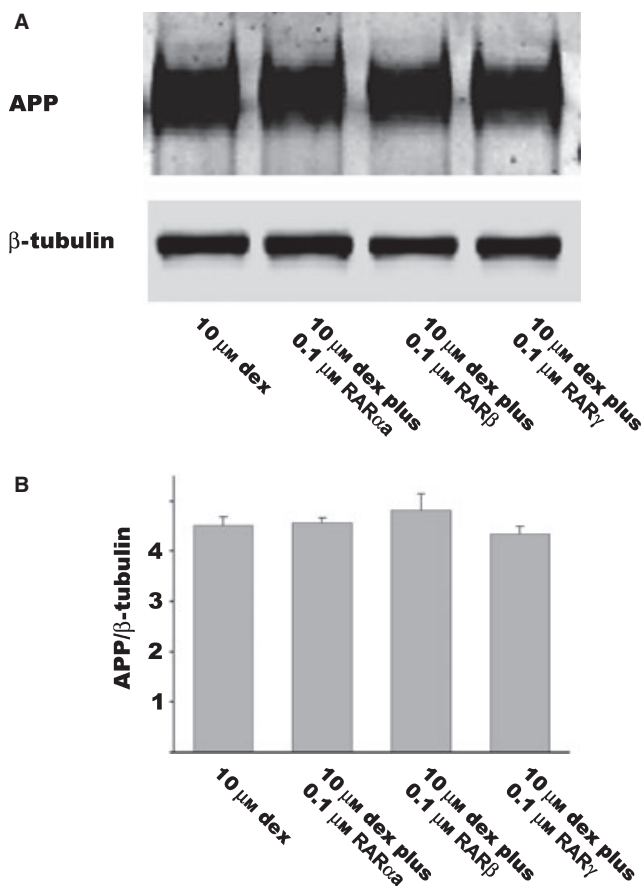 A
APP
β-tubulin
10 μM dex
10 μM dex plus
0.1 μM RARαa
10 μM dex plus
0.1 μM RARβ
10 μM dex plus
0.1 μM RARγ
B
APP/β-tubulin
4
3
2
1
10 μM dex
10 μM dex plus
0.1 μM RARαa
10 μM dex plus
0.1 μM RARβ
10 μM dex plus
0.1 μM RARγ